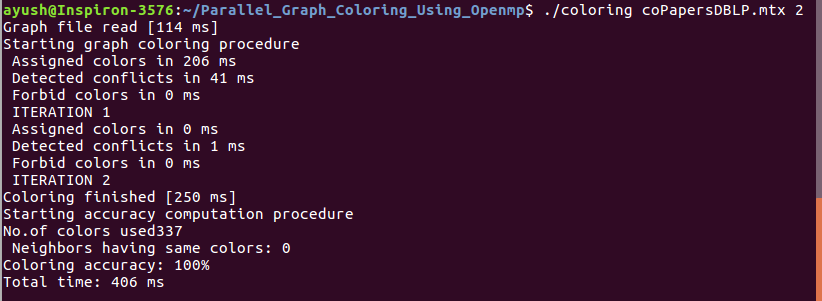 ayush@Inspiron-3576:~/Parallel_Graph_Coloring_Using_Openmp$ ./coloring coPapersDBLP.mtx 2
Graph file read [114 ms]
Starting graph coloring procedure
Assigned colors in 206 ms
Detected conflicts in 41 ms
Forbid colors in 0 ms
ITERATION 1
Assigned colors in 0 ms
Detected conflicts in 1 ms
Forbid colors in 0 ms
ITERATION 2
Coloring finished [250 ms]
Starting accuracy computation procedure
No.of colors used337
Neighbors having same colors: 0
Coloring accuracy: 100%
Total time: 406 ms